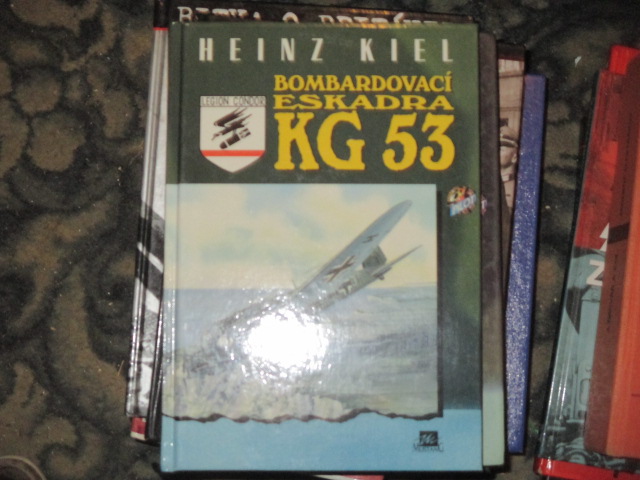 HEINZ KIEL
BOMBARDOVACÍ
ESKADRA
KG 53
LEGION CONDOR